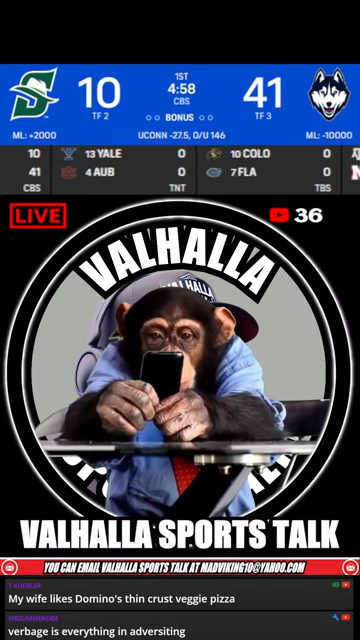 1ST
S 10 4:58 41
TF 2 CBS TF 3
BONUS
ML: +2000 UCONN -27.5, O/U 146 ML: -10000
10 13 YALE 0 10 COLO 0
41 4 AUB 0 7 FLA 0
CBS TNT TBS
LIVE 36
VALHALLA
VALHALLA
VALHALLA SPORTS TALK
YOU CAN EMAIL VALHALLA SPORTS TALK AT MADVIKING10@YAHOO.COM
T KUEBLER
My wife likes Domino's thin crust veggie pizza
MRSUMMEROBE
verbage is everything in adversiting